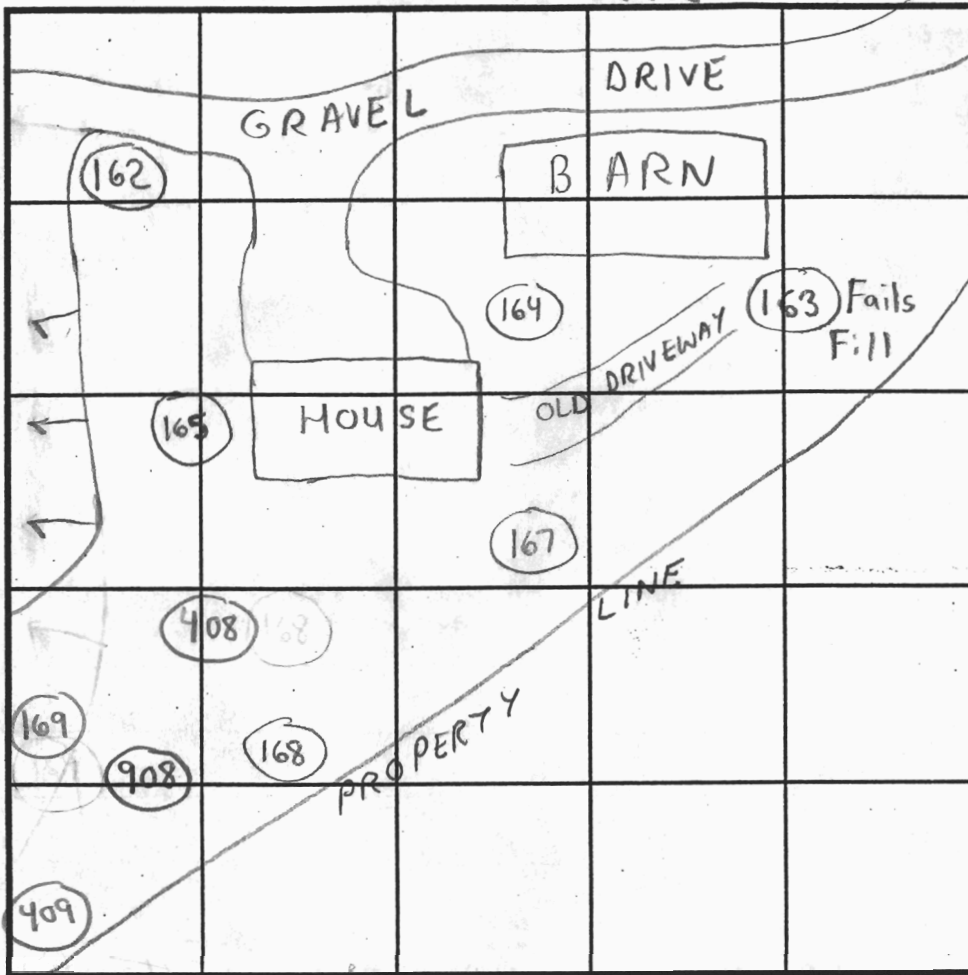 DRIVE
GRAVEL
BARN
162
164
163 Fails
Fill
OLD DRIVEWAY
165
HOUSE
167
LINE
408
168
169
168
PROPERTY
908
409